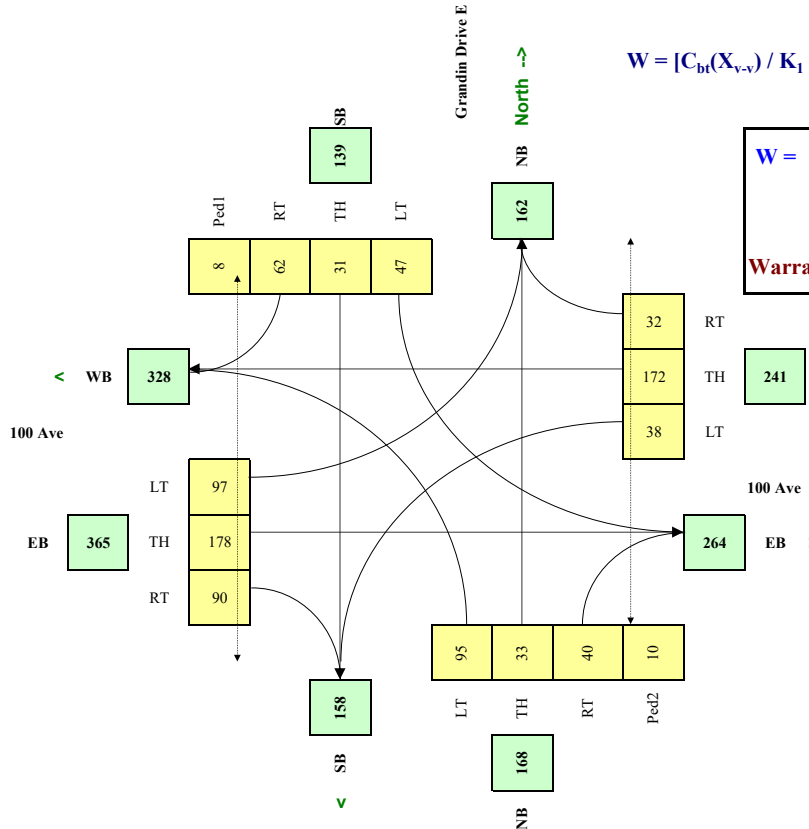 Grandin Drive E
North -->
W = [C_bt(X_v-v) / K_1
SB
139
NB
162
W =
Warra
Ped1
RT
TH
LT
8
62
31
47
32
RT
< WB
328
172
TH
241
38
LT
100 Ave
LT
97
100 Ave
EB
365
TH
178
264
EB
RT
90
95
33
40
10
158
LT
TH
RT
Ped2
SB
168
<
NB